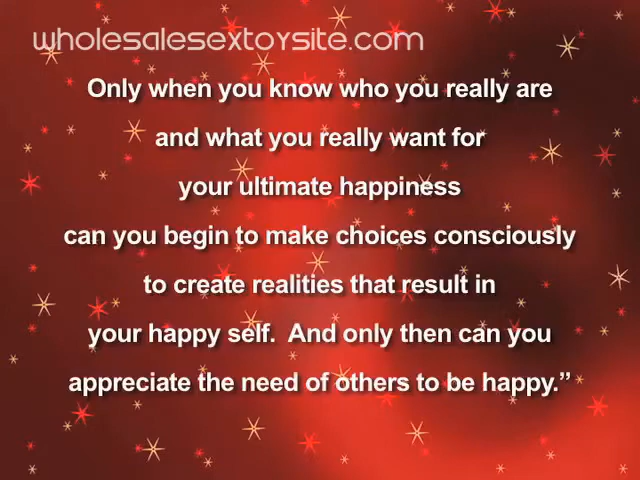 wholesalesextoysite.com
Only when you know who you really are
and what you really want for
your ultimate happiness
can you begin to make choices consciously
to create realities that result in
your happy self.  And only then can you
appreciate the need of others to be happy.”